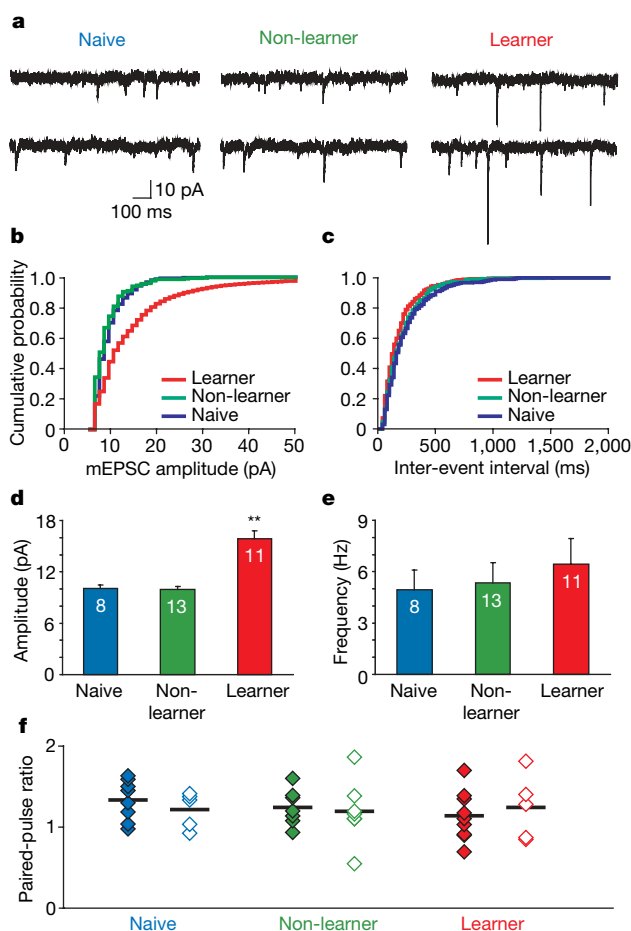 a
Naive Non-learner Learner
10 pA
100 ms
b
Cumulative probability
1.0
0.8
0.6
0.4
0.2
0
Learner
Non-learner
Naive
0 10 20 30 40 50
mEPSC amplitude (pA)
c
1.0
0.8
0.6
0.4
0.2
0
Learner
Non-learner
Naive
0 500 1,000 1,500 2,000
Inter-event interval (ms)
d
Amplitude (pA)
18
12
6
0
**
8 13 11
Naive Non- Learner
learner
e
Frequency (Hz)
9
6
3
0
8 13 11
Naive Non- Learner
learner
f
Paired-pulse ratio
2
1
0
Naive Non-learner Learner